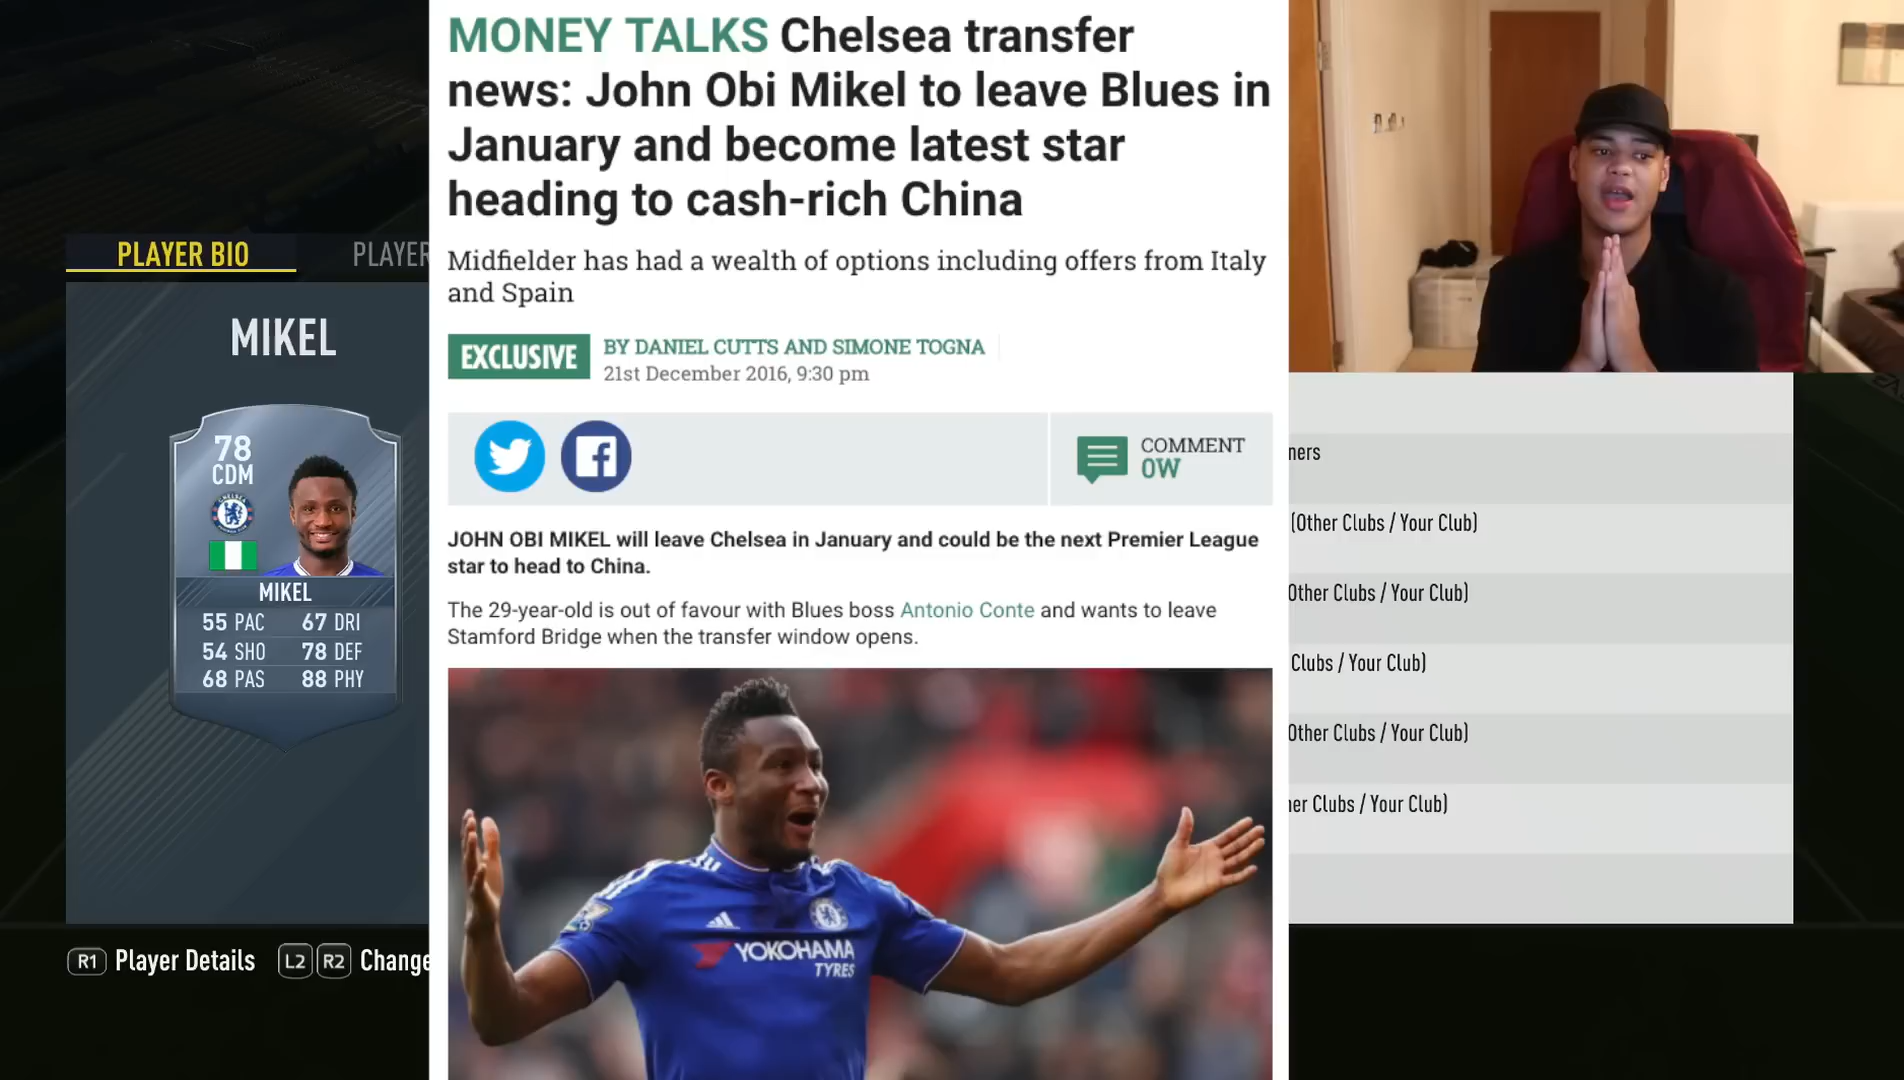 MONEY TALKS Chelsea transfer
news: John Obi Mikel to leave Blues in
January and become latest star
heading to cash-rich China
Midfielder has had a wealth of options including offers from Italy
and Spain
EXCLUSIVE
BY DANIEL CUTTS AND SIMONE TOGNA
21st December 2016, 9:30 pm
COMMENT
0W
JOHN OBI MIKEL will leave Chelsea in January and could be the next Premier League
star to head to China.
The 29-year-old is out of favour with Blues boss Antonio Conte and wants to leave
Stamford Bridge when the transfer window opens.
YOKOHAMA
TYRES
PLAYER BIO
PLAYER
MIKEL
78
CDM
MIKEL
55 PAC 67 DRI
54 SHO 78 DEF
68 PAS 88 PHY
R1 Player Details L2 R2 Change
ners
(Other Clubs / Your Club)
Other Clubs / Your Club)
Clubs / Your Club)
Other Clubs / Your Club)
her Clubs / Your Club)